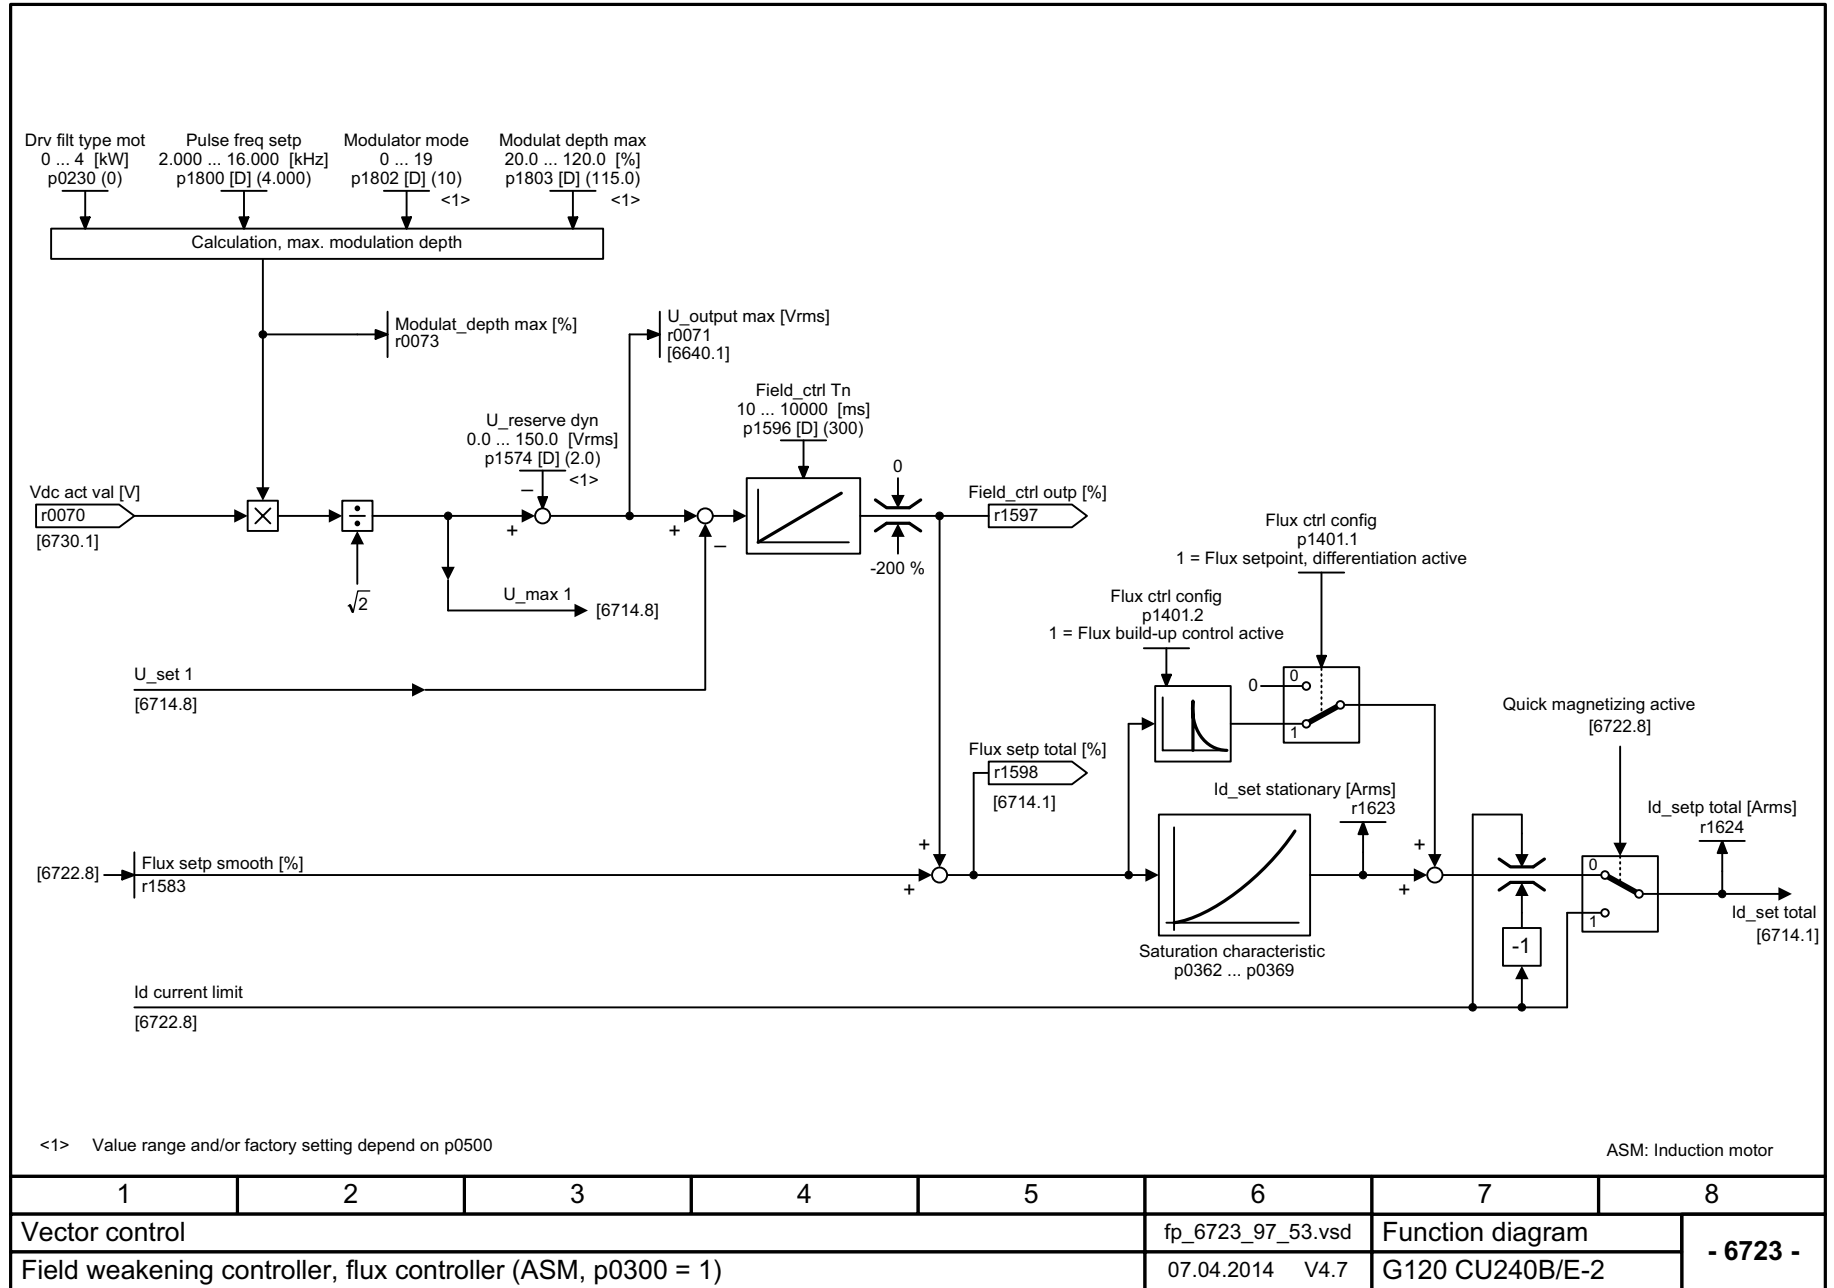 Drv filt type mot
0 ... 4 [kW]
p0230 (0)
Pulse freq setp
2.000 ... 16.000 [kHz]
p1800 [D] (4.000)
Modulator mode
0 ... 19
p1802 [D] (10)
<1>
Modulat depth max
20.0 ... 120.0 [%]
p1803 [D] (115.0)
<1>
Calculation, max. modulation depth
Modulat_depth max [%]
r0073
U_output max [Vrms]
r0071
[6640.1]
Field_ctrl Tn
10 ... 10000 [ms]
p1596 [D] (300)
U_reserve dyn
0.0 ... 150.0 [Vrms]
p1574 [D] (2.0)
<1>
–
Vdc act val [V]
r0070
[6730.1]
×
÷
√2
+
+
–
0
-200 %
Field_ctrl outp [%]
r1597
U_max 1
[6714.8]
U_set 1
[6714.8]
Flux ctrl config
p1401.1
1 = Flux setpoint, differentiation active
Flux ctrl config
p1401.2
1 = Flux build-up control active
0
0
1
Quick magnetizing active
[6722.8]
Flux setp total [%]
r1598
[6714.1]
Id_set stationary [Arms]
r1623
Id_setp total [Arms]
r1624
[6722.8]
Flux setp smooth [%]
r1583
+
+
+
+
0
1
Id_set total
[6714.1]
-1
Saturation characteristic
p0362 ... p0369
Id current limit
[6722.8]
<1> Value range and/or factory setting depend on p0500
ASM: Induction motor
1 2 3 4 5 6 7 8
Vector control
fp_6723_97_53.vsd
Function diagram
- 6723 -
Field weakening controller, flux controller (ASM, p0300 = 1)
07.04.2014 V4.7
G120 CU240B/E-2